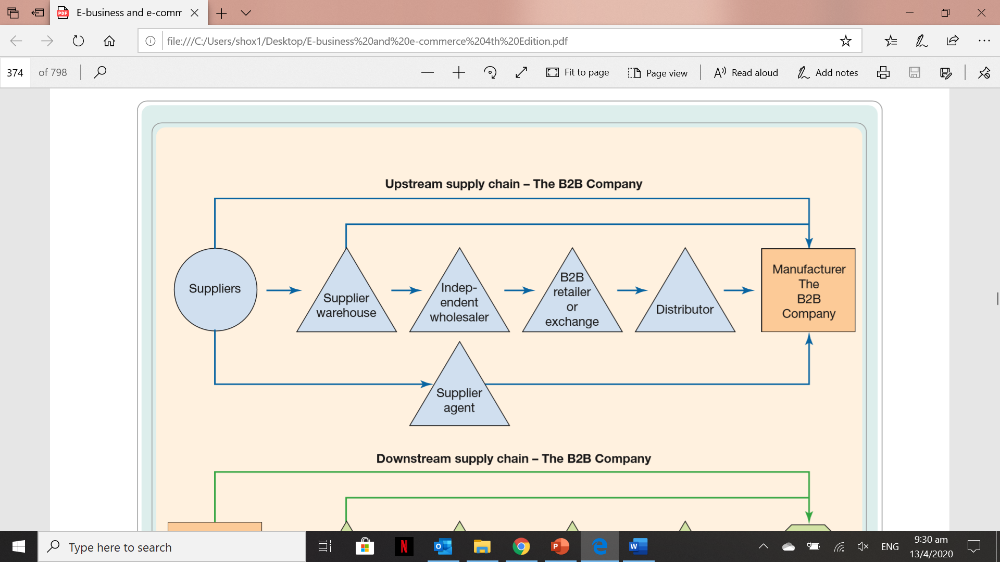 E-business and e-comm
file:///C:/Users/shox1/Desktop/E-business%20and%20e-commerce%204th%20Edition.pdf
374 of 798
Fit to page
Page view
Read aloud
Add notes
Upstream supply chain – The B2B Company
Suppliers
Supplier
warehouse
Indep-
endent
wholesaler
B2B
retailer
or
exchange
Distributor
Manufacturer
The
B2B
Company
Supplier
agent
Downstream supply chain – The B2B Company
Type here to search
ENG
9:30 am
13/4/2020